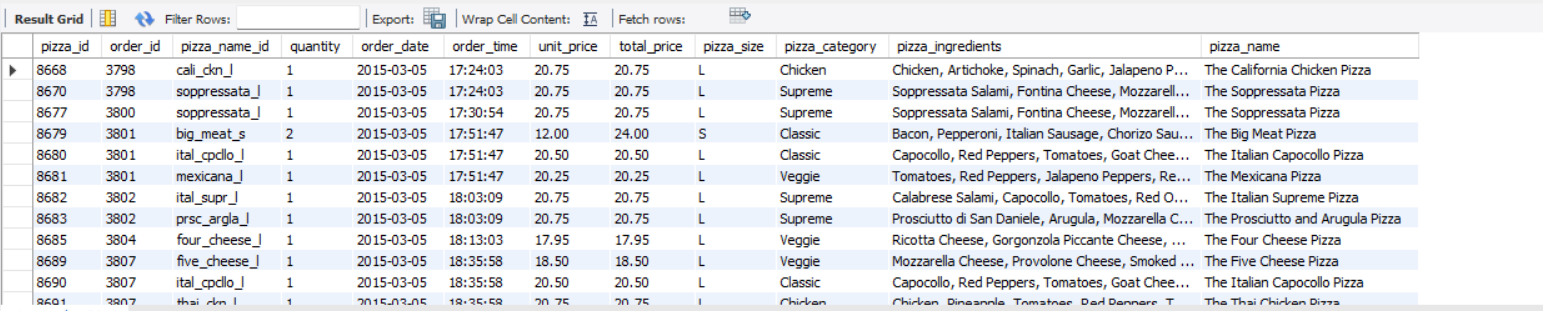 Result Grid Filter Rows: Export: Wrap Cell Content: IA Fetch rows:
pizza_id order_id pizza_name_id quantity order_date order_time unit_price total_price pizza_size pizza_category pizza_ingredients pizza_name
8668 3798 cali_ckn_l 1 2015-03-05 17:24:03 20.75 20.75 L Chicken Chicken, Artichoke, Spinach, Garlic, Jalapeno P... The California Chicken Pizza
8670 3798 soppressata_l 1 2015-03-05 17:24:03 20.75 20.75 L Supreme Soppressata Salami, Fontina Cheese, Mozzarell... The Soppressata Pizza
8677 3800 soppressata_l 1 2015-03-05 17:30:54 20.75 20.75 L Supreme Soppressata Salami, Fontina Cheese, Mozzarell... The Soppressata Pizza
8679 3801 big_meat_s 2 2015-03-05 17:51:47 12.00 24.00 S Classic Bacon, Pepperoni, Italian Sausage, Chorizo Sau... The Big Meat Pizza
8680 3801 ital_cpcllo_l 1 2015-03-05 17:51:47 20.50 20.50 L Classic Capocollo, Red Peppers, Tomatoes, Goat Chee... The Italian Capocollo Pizza
8681 3801 mexicana_l 1 2015-03-05 17:51:47 20.25 20.25 L Veggie Tomatoes, Red Peppers, Jalapeno Peppers, Re... The Mexicana Pizza
8682 3802 ital_supr_l 1 2015-03-05 18:03:09 20.75 20.75 L Supreme Calabrese Salami, Capocollo, Tomatoes, Red O... The Italian Supreme Pizza
8683 3802 prsc_argla_l 1 2015-03-05 18:03:09 20.75 20.75 L Supreme Prosciutto di San Daniele, Arugula, Mozzarella C... The Prosciutto and Arugula Pizza
8685 3804 four_cheese_l 1 2015-03-05 18:13:03 17.95 17.95 L Veggie Ricotta Cheese, Gorgonzola Piccante Cheese, ... The Four Cheese Pizza
8689 3807 five_cheese_l 1 2015-03-05 18:35:58 18.50 18.50 L Veggie Mozzarella Cheese, Provolone Cheese, Smoked ... The Five Cheese Pizza
8690 3807 ital_cpcllo_l 1 2015-03-05 18:35:58 20.50 20.50 L Classic Capocollo, Red Peppers, Tomatoes, Goat Chee... The Italian Capocollo Pizza
8691 3807 thai_ckn_l 1 2015-03-05 18:35:58 20.75 20.75 L Chicken Chicken, Pineapple, Tomatoes, Red Peppers, T... The Thai Chicken Pizza